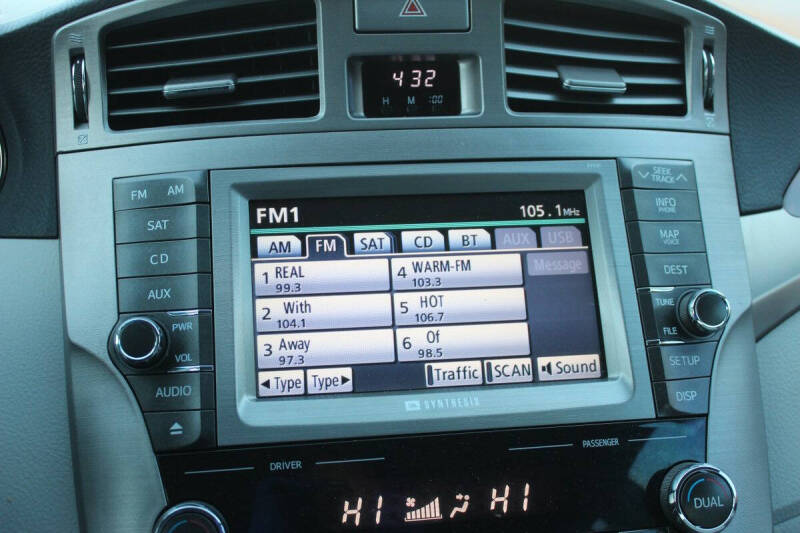 4 32
H M :00
FM AM
SAT
CD
AUX
PWR
VOL
AUDIO
FM1 105.1MHz
AM FM SAT CD BT AUX USB
1 REAL 99.3
4 WARM-FM 103.3
Message
2 With 104.1
5 HOT 106.7
3 Away 97.3
6 Of 98.5
◄Type Type► Traffic SCAN Sound
JBL SYNTHESIS
SEEK
TRACK
INFO
PHONE
MAP
VOICE
DEST
TUNE
FILE
SETUP
DISP
DRIVER
PASSENGER
HI HI
DUAL